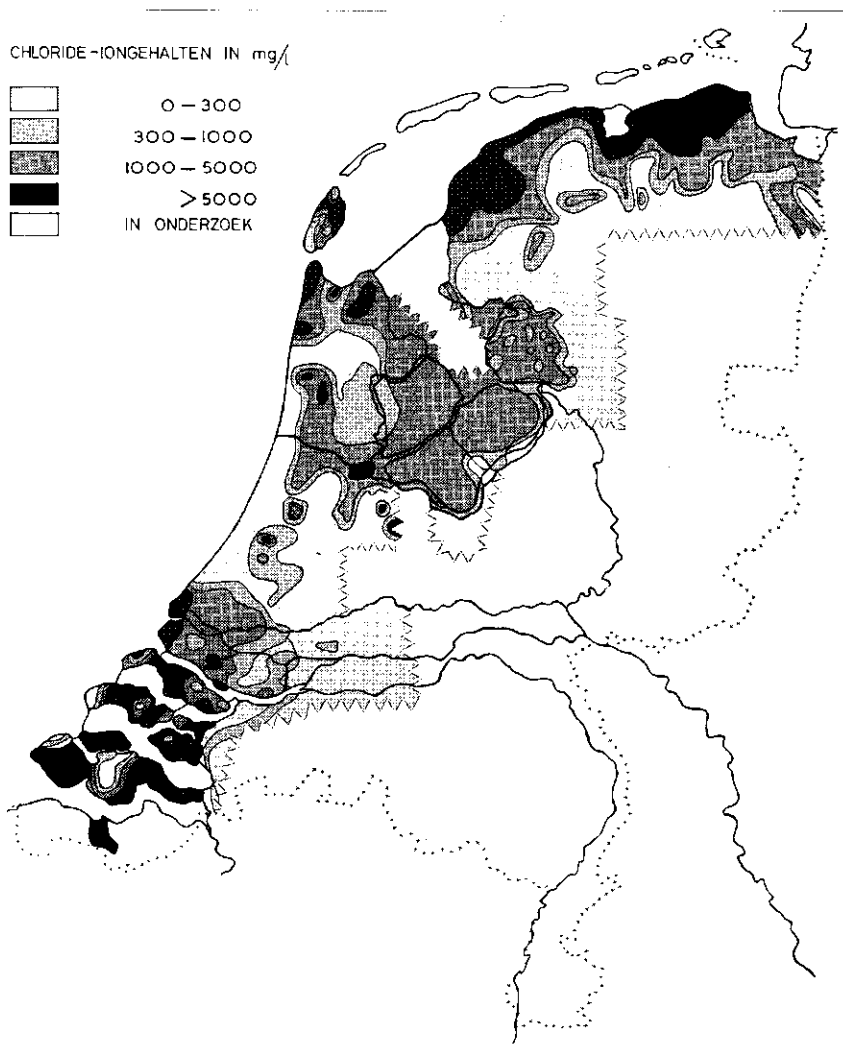 CHLORIDE-IONGEHALTEN IN mg/l
0-300
300-1000
1000-5000
>5000
IN ONDERZOEK